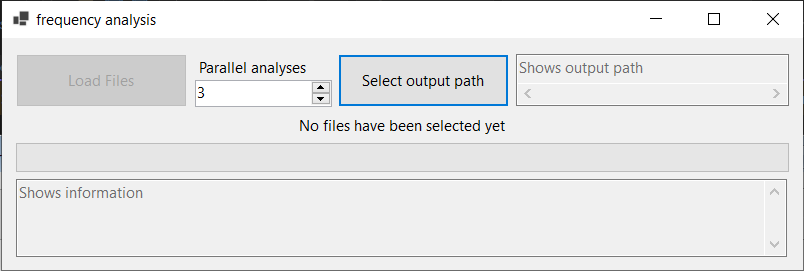 frequency analysis
Load Files
Parallel analyses
3
Select output path
Shows output path
No files have been selected yet
Shows information